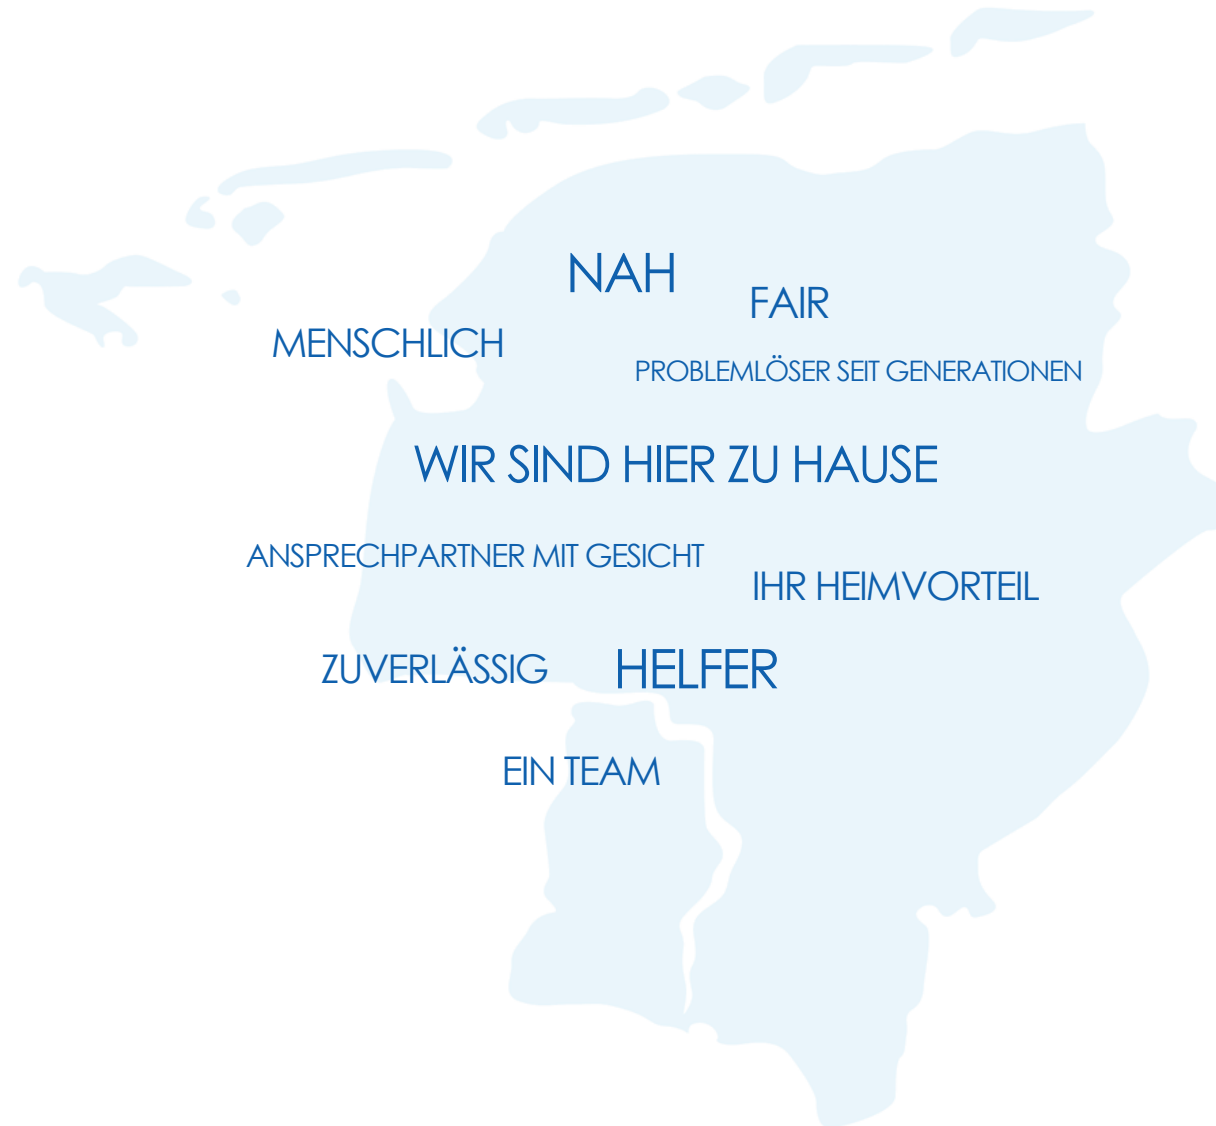 NAH
FAIR
MENSCHLICH
PROBLEMLÖSER SEIT GENERATIONEN
WIR SIND HIER ZU HAUSE
ANSPRECHPARTNER MIT GESICHT
IHR HEIMVORTEIL
ZUVERLÄSSIG
HELFER
EIN TEAM